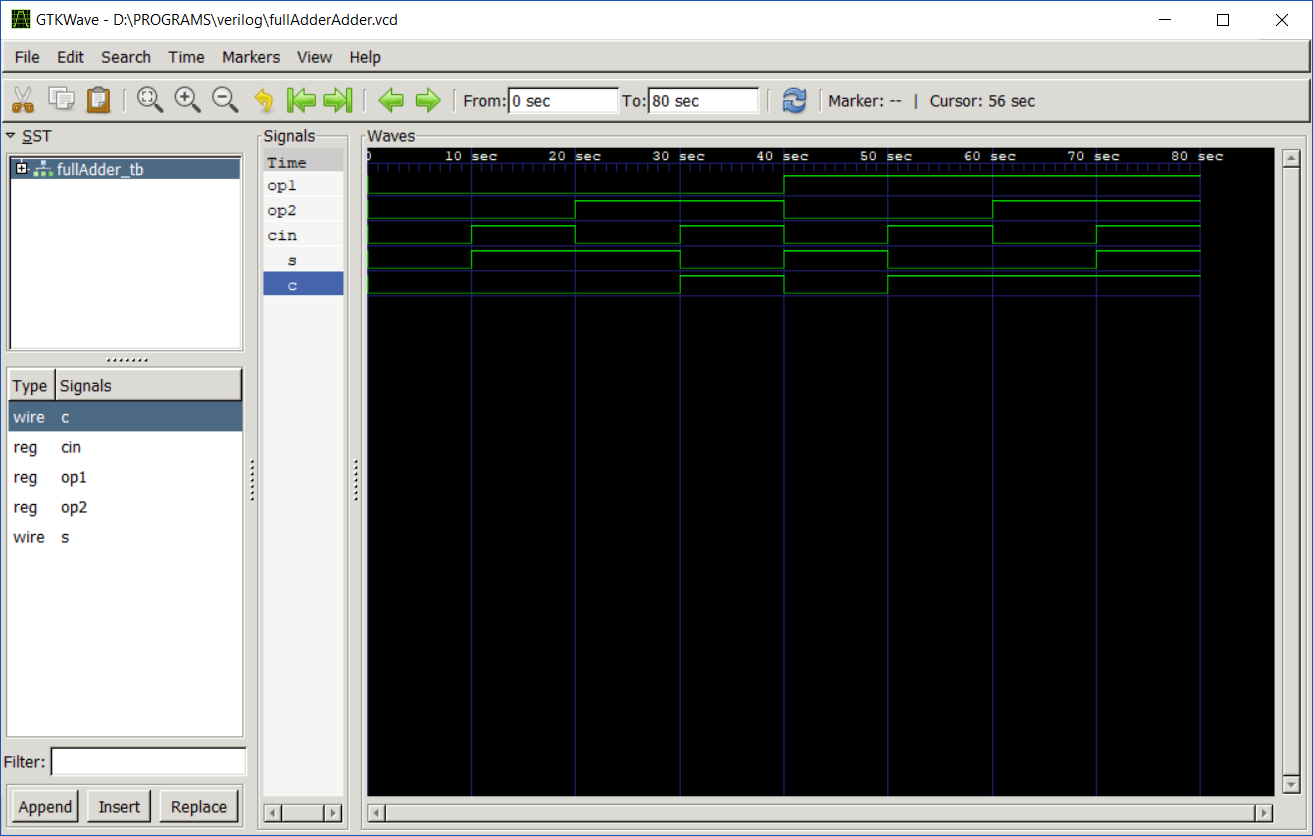 GTKWave - D:\PROGRAMS\verilog\fullAdderAdder.vcd
File Edit Search Time Markers View Help
From: 0 sec To: 80 sec Marker: -- | Cursor: 56 sec
SST
fullAdder_tb
Type Signals
wire c
reg cin
reg op1
reg op2
wire s
Filter:
Append Insert Replace
Signals
Time
op1
op2
cin
s
c
Waves
0 10 sec 20 sec 30 sec 40 sec 50 sec 60 sec 70 sec 80 sec